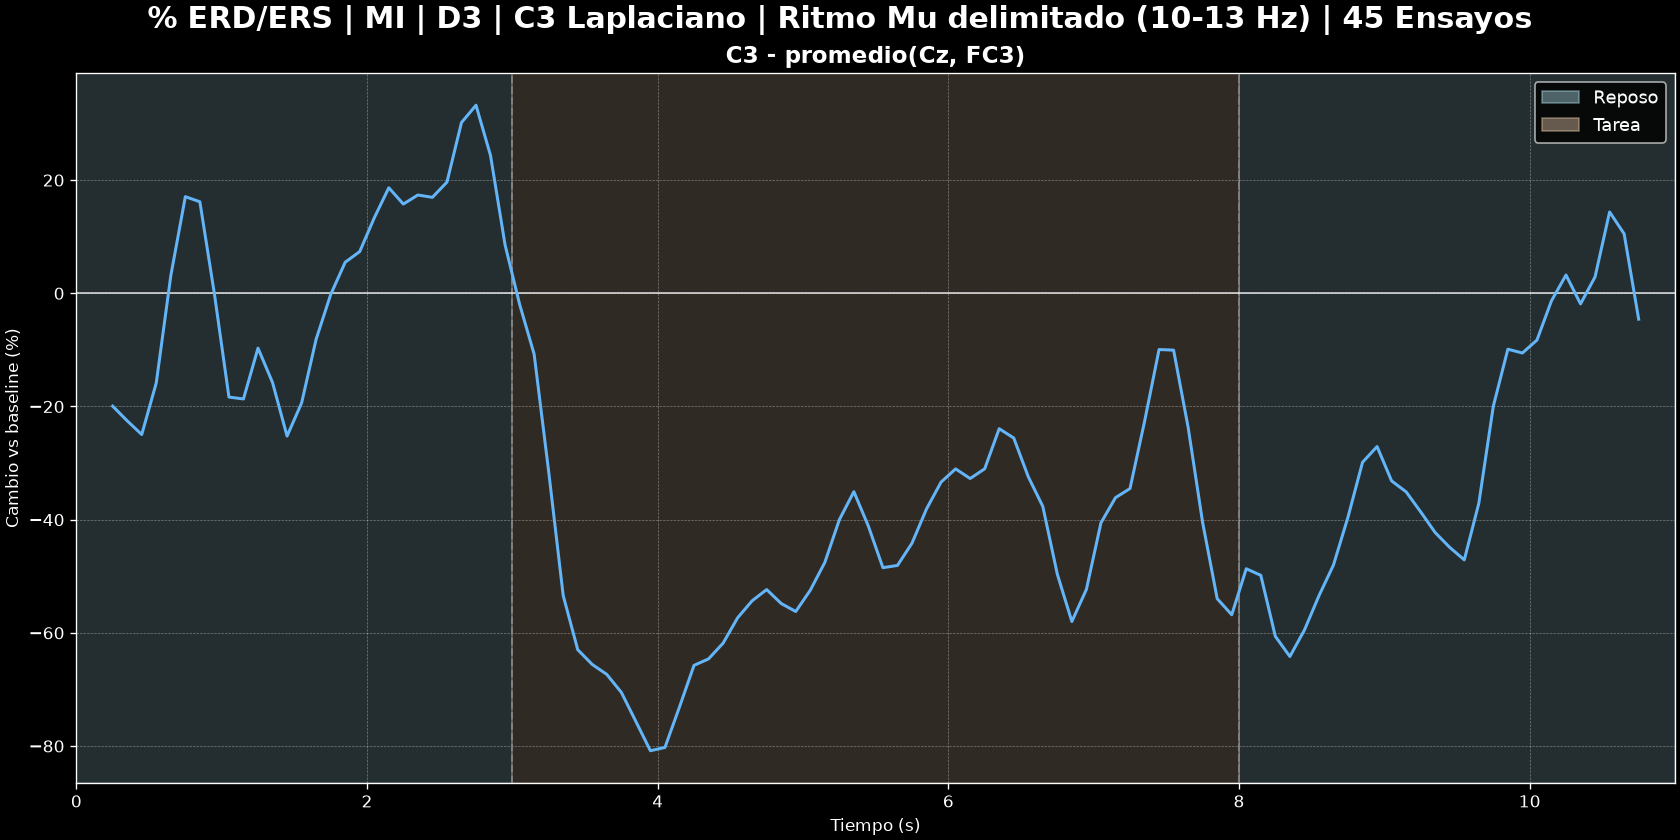 % ERD/ERS | MI | D3 | C3 Laplaciano | Ritmo Mu delimitado (10-13 Hz) | 45 Ensayos
C3 - promedio(Cz, FC3)
Reposo
Tarea
Cambio vs baseline (%)
20
0
−20
−40
−60
−80
0
2
4
6
8
10
Tiempo (s)